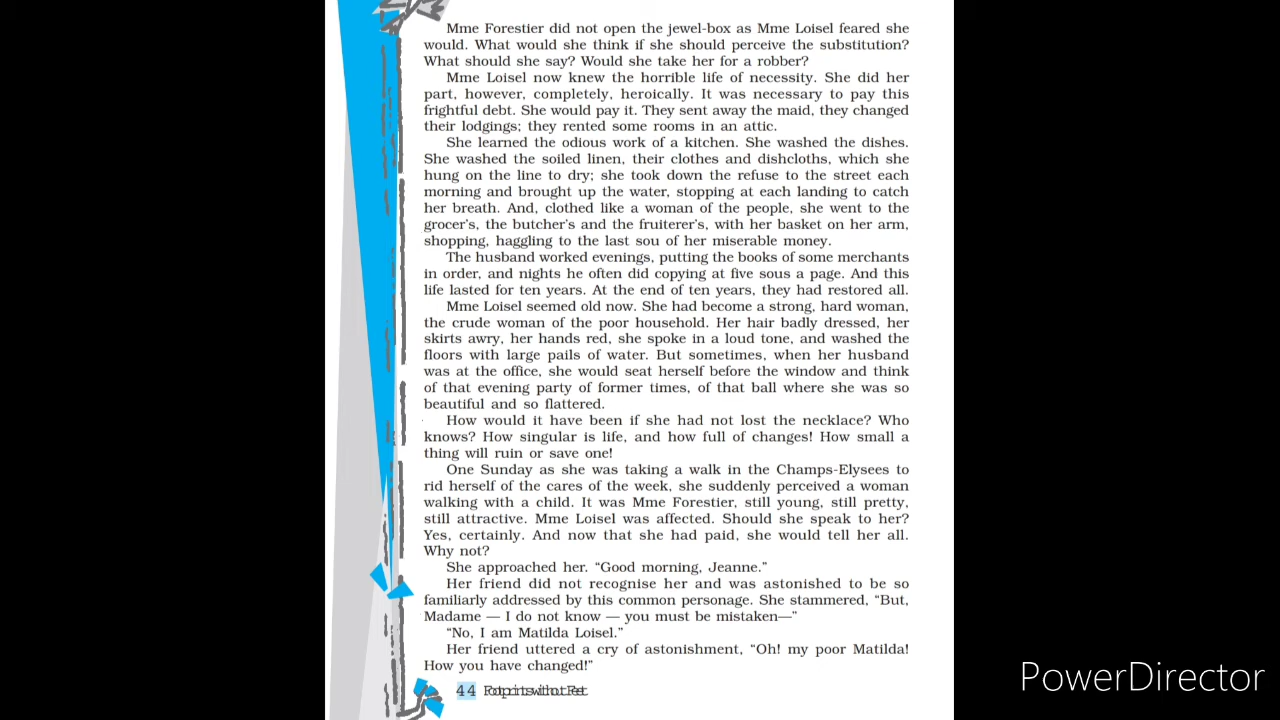 Mme Forestier did not open the jewel-box as Mme Loisel feared she
would. What would she think if she should perceive the substitution?
What should she say? Would she take her for a robber?
Mme Loisel now knew the horrible life of necessity. She did her
part, however, completely, heroically. It was necessary to pay this
frightful debt. She would pay it. They sent away the maid, they changed
their lodgings; they rented some rooms in an attic.
She learned the odious work of a kitchen. She washed the dishes.
She washed the soiled linen, their clothes and dishcloths, which she
hung on the line to dry; she took down the refuse to the street each
morning and brought up the water, stopping at each landing to catch
her breath. And, clothed like a woman of the people, she went to the
grocer's, the butcher's and the fruiterer's, with her basket on her arm,
shopping, haggling to the last sou of her miserable money.
The husband worked evenings, putting the books of some merchants
in order, and nights he often did copying at five sous a page. And this
life lasted for ten years. At the end of ten years, they had restored all.
Mme Loisel seemed old now. She had become a strong, hard woman,
the crude woman of the poor household. Her hair badly dressed, her
skirts awry, her hands red, she spoke in a loud tone, and washed the
floors with large pails of water. But sometimes, when her husband
was at the office, she would seat herself before the window and think
of that evening party of former times, of that ball where she was so
beautiful and so flattered.
How would it have been if she had not lost the necklace? Who
knows? How singular is life, and how full of changes! How small a
thing will ruin or save one!
One Sunday as she was taking a walk in the Champs-Elysees to
rid herself of the cares of the week, she suddenly perceived a woman
walking with a child. It was Mme Forestier, still young, still pretty,
still attractive. Mme Loisel was affected. Should she speak to her?
Yes, certainly. And now that she had paid, she would tell her all.
Why not?
She approached her. “Good morning, Jeanne.”
Her friend did not recognise her and was astonished to be so
familiarly addressed by this common personage. She stammered, “But,
Madame — I do not know — you must be mistaken—”
“No, I am Matilda Loisel.”
Her friend uttered a cry of astonishment, “Oh! my poor Matilda!
How you have changed!”
44 Footprints without Feet
PowerDirector